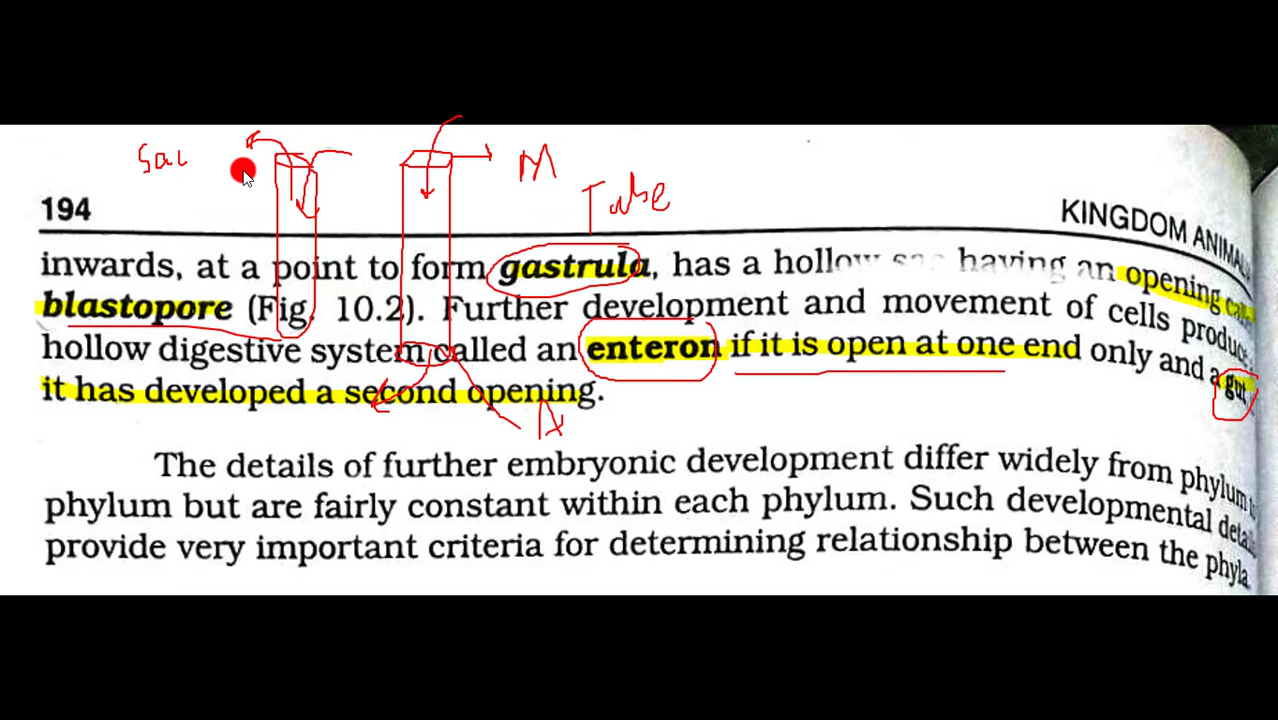 Sac
M
Tube
194
KINGDOM ANIMAL
inwards, at a point to form gastrula, has a hollow sac having an opening
blastopore (Fig. 10.2). Further development and movement of cells produce
hollow digestive system called an enteron if it is open at one end only and a gut
it has developed a second opening.
A
The details of further embryonic development differ widely from phylum to
phylum but are fairly constant within each phylum. Such developmental
provide very important criteria for determining relationship between the phyla